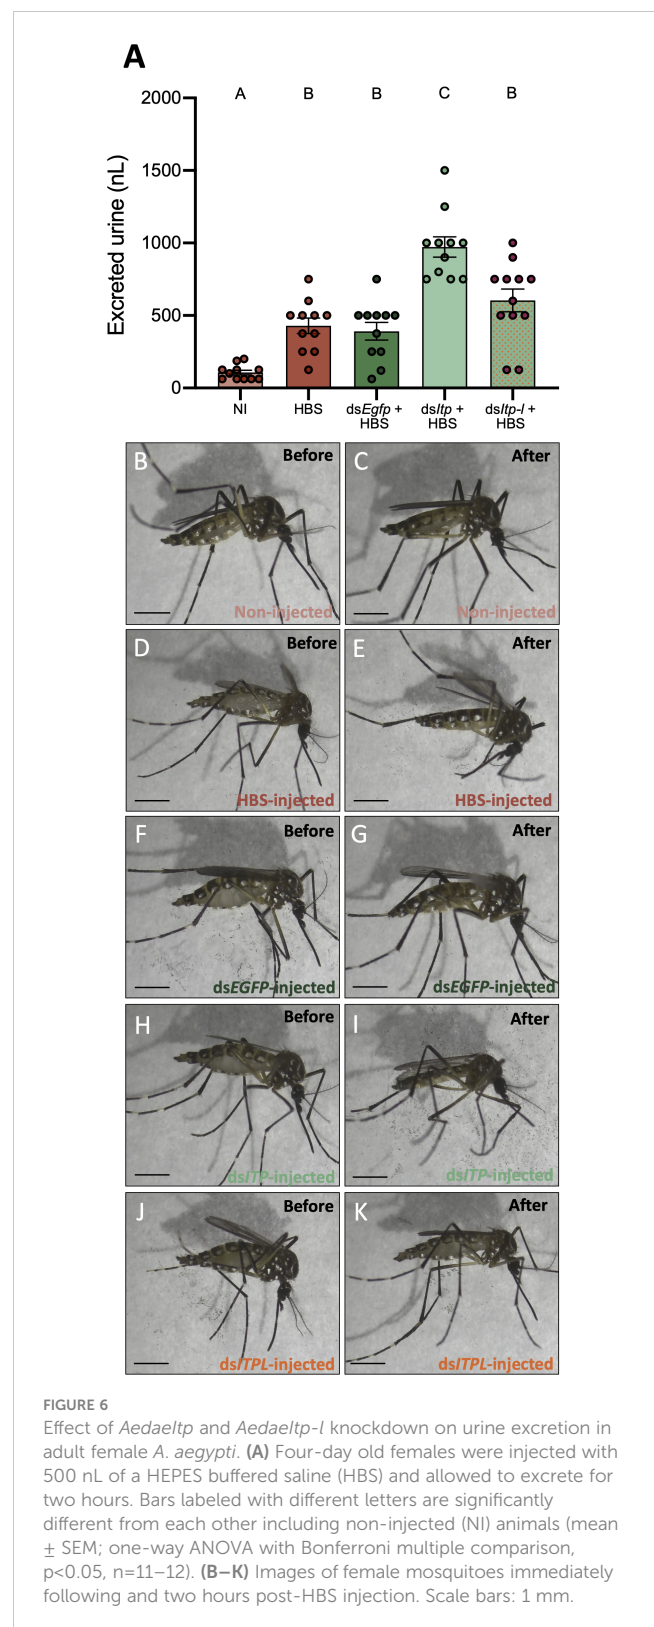 A
2000
1500
1000
500
0
Excreted urine (nL)
A B B C B
NI HBS dsEgfp + HBS dsItp + HBS dsItp-l + HBS
B Before
Non-injected
C After
Non-injected
D Before
HBS-injected
E After
HBS-injected
F Before
dsEGFP-injected
G After
dsEGFP-injected
H Before
dsITP-injected
I After
dsITP-injected
J Before
dsITPL-injected
K After
dsITPL-injected
FIGURE 6
Effect of AedaeItp and AedaeItp-l knockdown on urine excretion in
adult female A. aegypti. (A) Four-day old females were injected with
500 nL of a HEPES buffered saline (HBS) and allowed to excrete for
two hours. Bars labeled with different letters are significantly
different from each other including non-injected (NI) animals (mean
± SEM; one-way ANOVA with Bonferroni multiple comparison,
p<0.05, n=11–12). (B–K) Images of female mosquitoes immediately
following and two hours post-HBS injection. Scale bars: 1 mm.